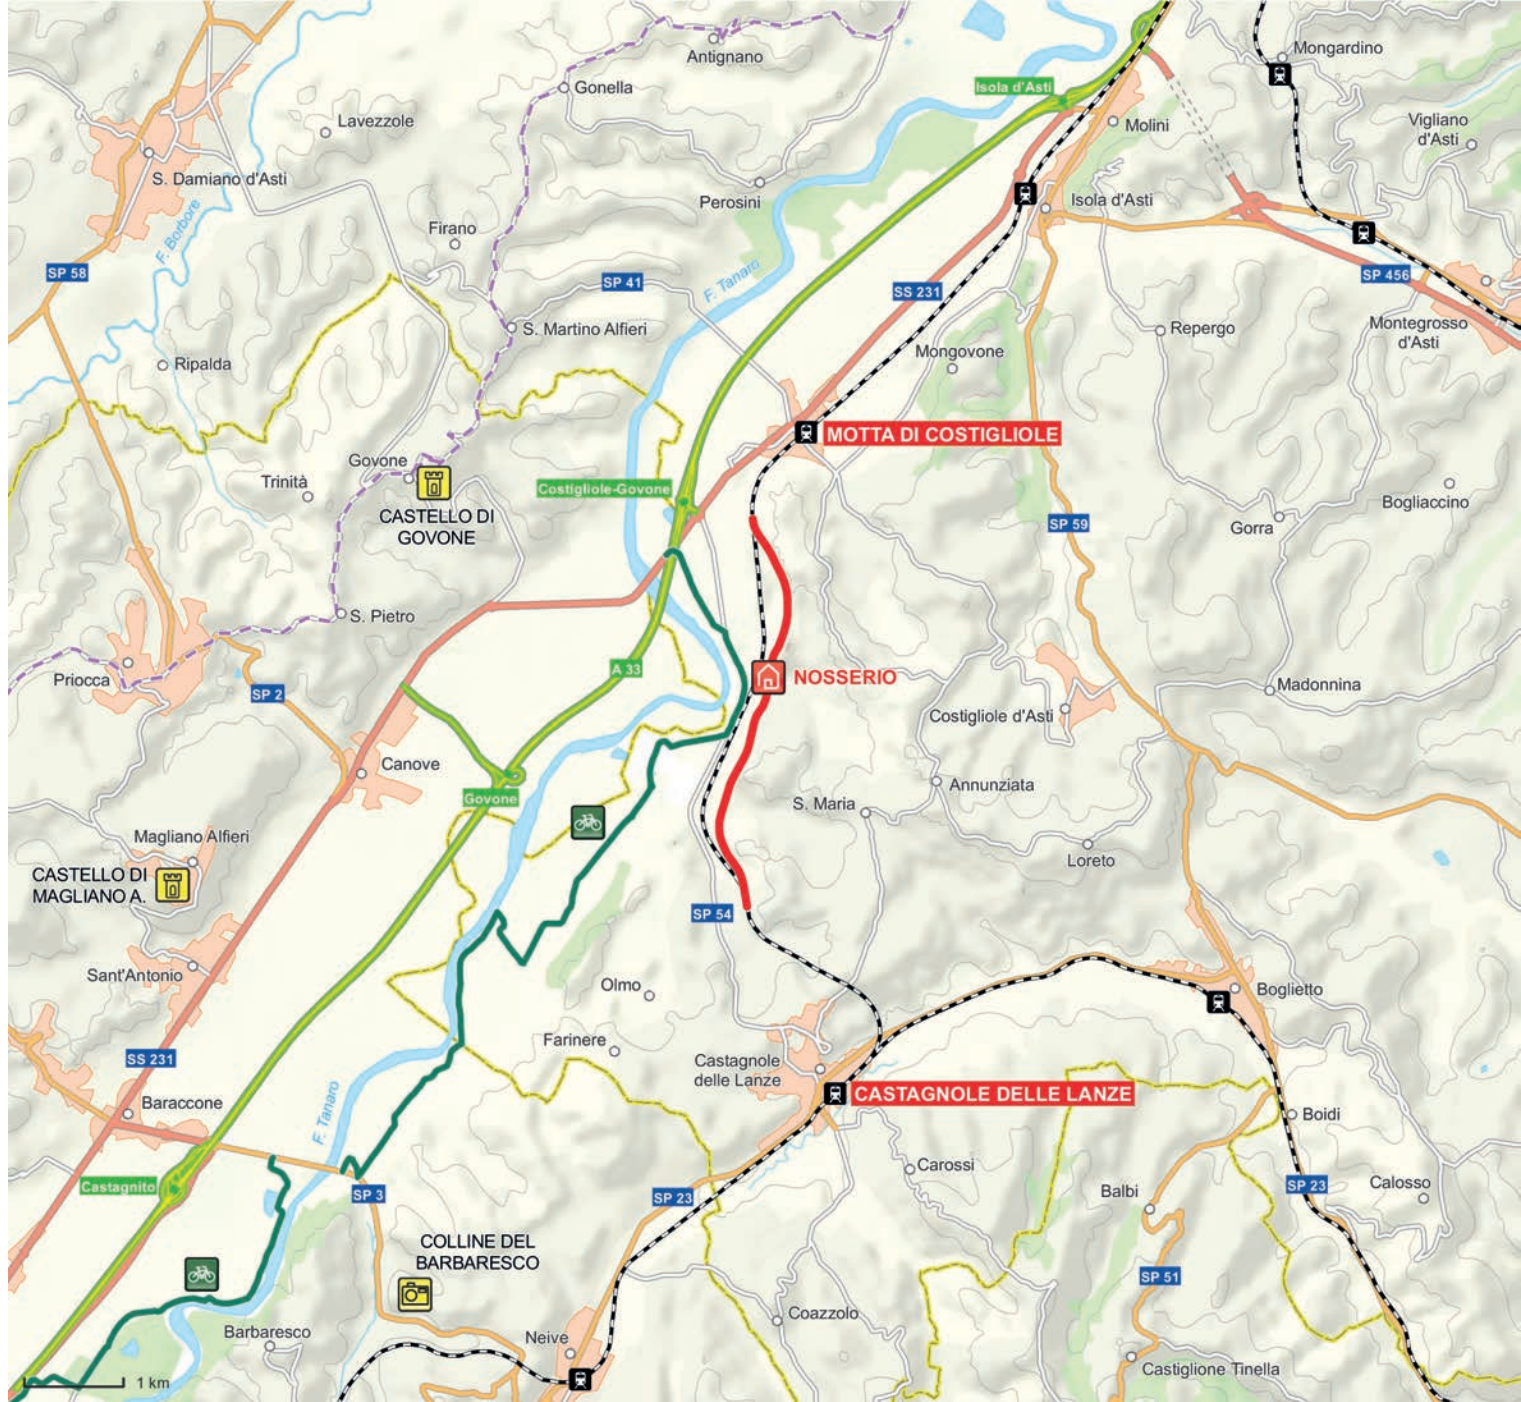 Antignano
Mongardino
Gonella
Isola d'Asti
Lavezzole
Molini
Vigliano
d'Asti
S. Damiano d'Asti
Perosini
Isola d'Asti
F. Borbore
Firano
SP 58
SP 41
F. Tanaro
SS 231
SP 456
S. Martino Alfieri
Repergo
Montegrosso
d'Asti
Ripalda
Mongovone
MOTTA DI COSTIGLIOLE
Govone
Trinità
Costigliole-Govone
Bogliaccino
CASTELLO DI
GOVONE
SP 59
Gorra
S. Pietro
A 33
Priocca
SP 2
NOSSERIO
Madonnina
Costigliole d'Asti
Canove
Govone
Annunziata
S. Maria
Magliano Alfieri
Loreto
CASTELLO DI
MAGLIANO A.
SP 54
Sant'Antonio
Olmo
Boglietto
Farinere
SS 231
Castagnole
delle Lanze
CASTAGNOLE DELLE LANZE
Baraccone
F. Tanaro
Boidi
Carossi
Castagnito
SP 3
SP 23
Balbi
SP 23
Calosso
COLLINE DEL
BARBARESCO
SP 51
Coazzolo
Barbaresco
Neive
Castiglione Tinella
1 km